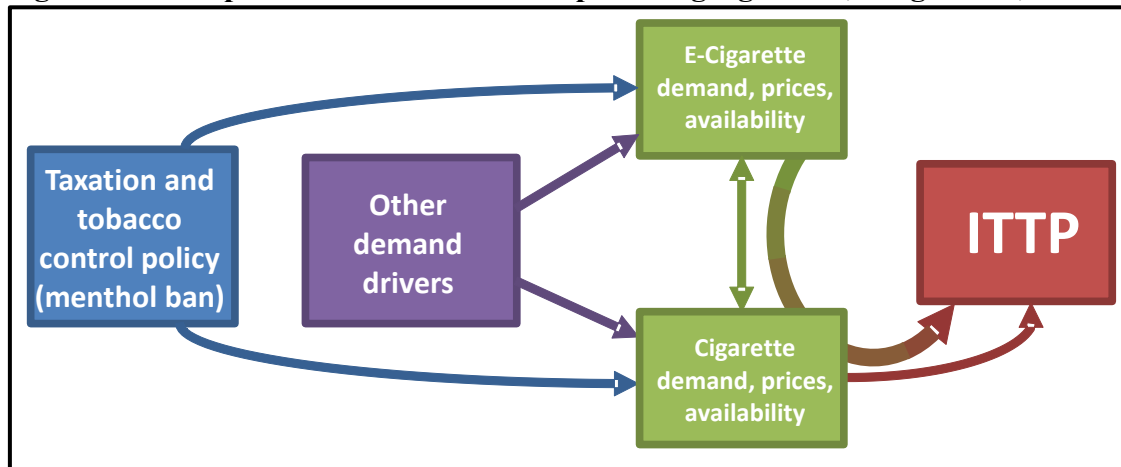 E-Cigarette
demand, prices,
availability
Taxation and
tobacco
control policy
(menthol ban)
Other
demand
drivers
ITTP
Cigarette
demand, prices,
availability